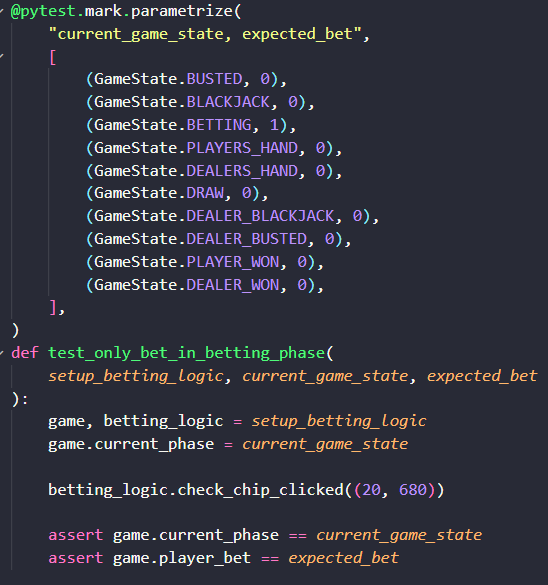 @pytest.mark.parametrize(
    "current_game_state, expected_bet",
    [
        (GameState.BUSTED, 0),
        (GameState.BLACKJACK, 0),
        (GameState.BETTING, 1),
        (GameState.PLAYERS_HAND, 0),
        (GameState.DEALERS_HAND, 0),
        (GameState.DRAW, 0),
        (GameState.DEALER_BLACKJACK, 0),
        (GameState.DEALER_BUSTED, 0),
        (GameState.PLAYER_WON, 0),
        (GameState.DEALER_WON, 0),
    ],
)
def test_only_bet_in_betting_phase(
    setup_betting_logic, current_game_state, expected_bet
):
    game, betting_logic = setup_betting_logic
    game.current_phase = current_game_state

    betting_logic.check_chip_clicked((20, 680))

    assert game.current_phase == current_game_state
    assert game.player_bet == expected_bet